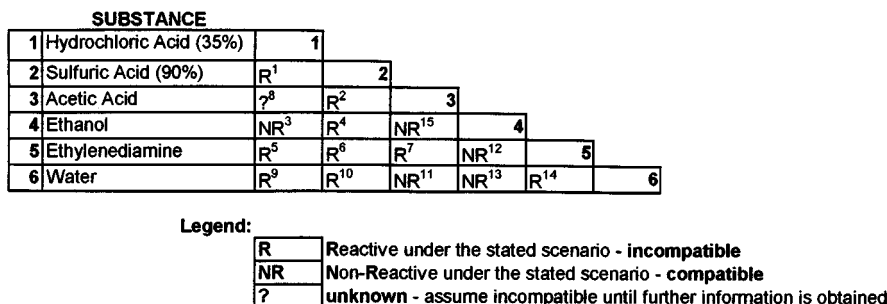 SUBSTANCE
1 Hydrochloric Acid (35%) 1
2 Sulfuric Acid (90%) R¹ 2
3 Acetic Acid ?⁸ R² 3
4 Ethanol NR³ R⁴ NR¹⁵ 4
5 Ethylenediamine R⁵ R⁶ R⁷ NR¹² 5
6 Water R⁹ R¹⁰ NR¹¹ NR¹³ R¹⁴ 6
Legend:
R Reactive under the stated scenario - incompatible
NR Non-Reactive under the stated scenario - compatible
? unknown - assume incompatible until further information is obtained